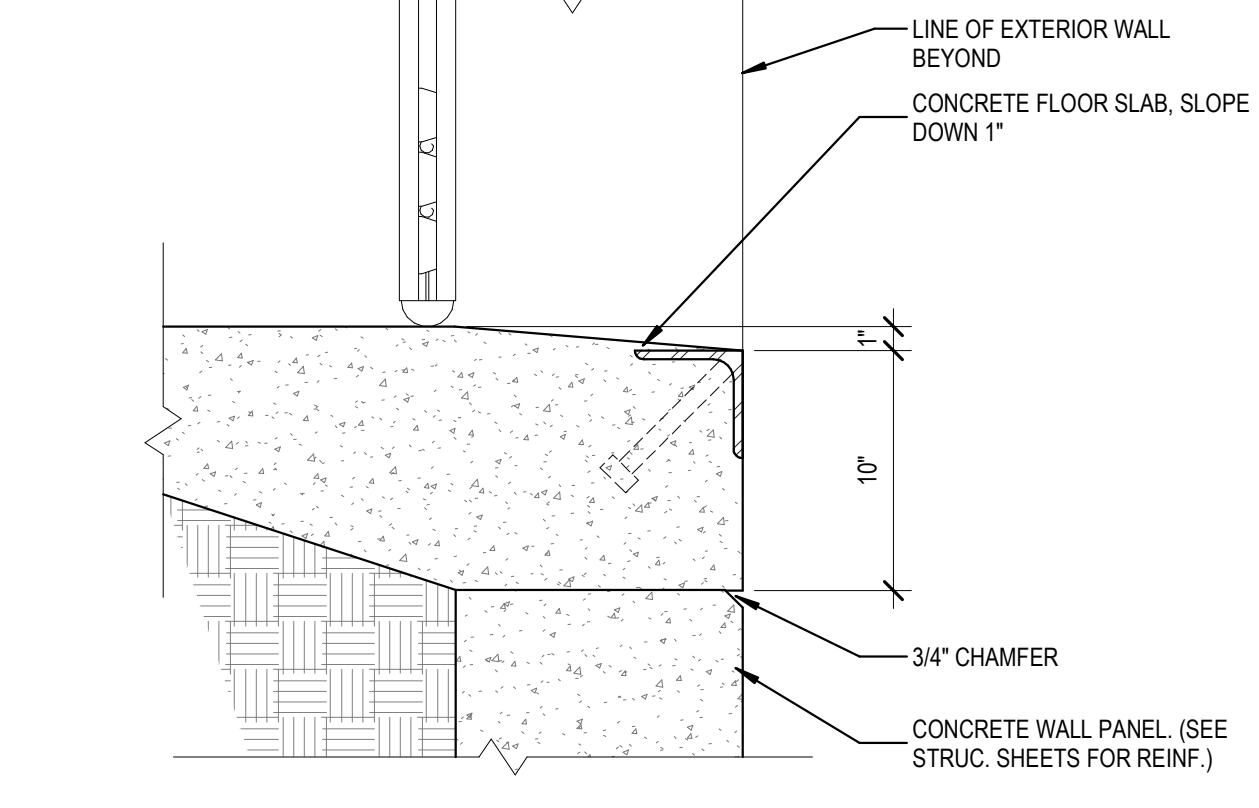 LINE OF EXTERIOR WALL
BEYOND
CONCRETE FLOOR SLAB, SLOPE
DOWN 1"
1"
10"
3/4" CHAMFER
CONCRETE WALL PANEL. (SEE
STRUC. SHEETS FOR REINF.)